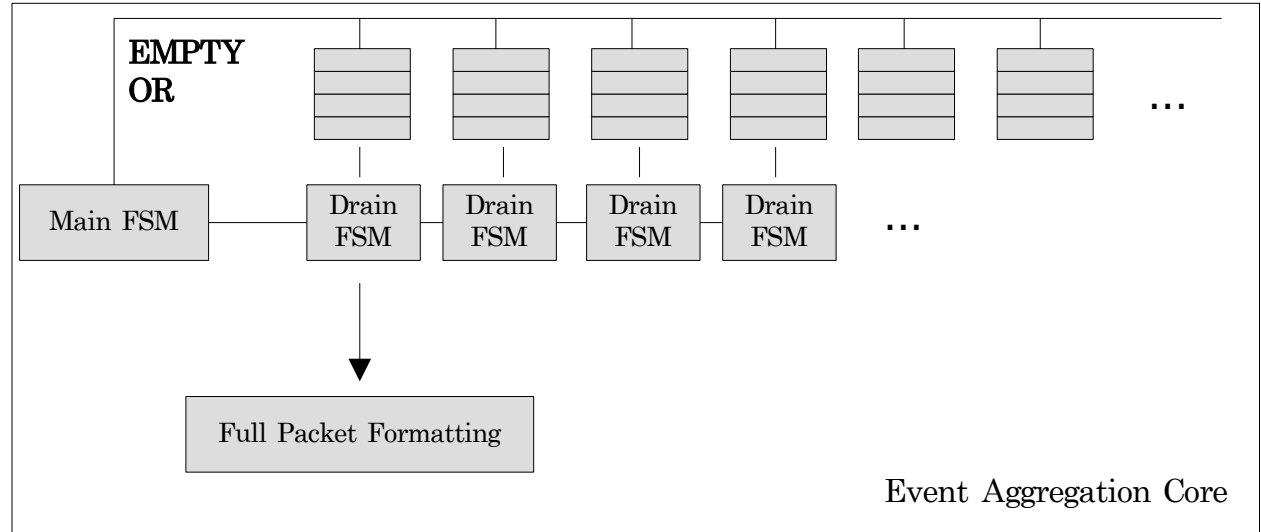 EMPTY
OR
...
Main FSM
Drain
FSM
Drain
FSM
Drain
FSM
Drain
FSM
...
Full Packet Formatting
Event Aggregation Core